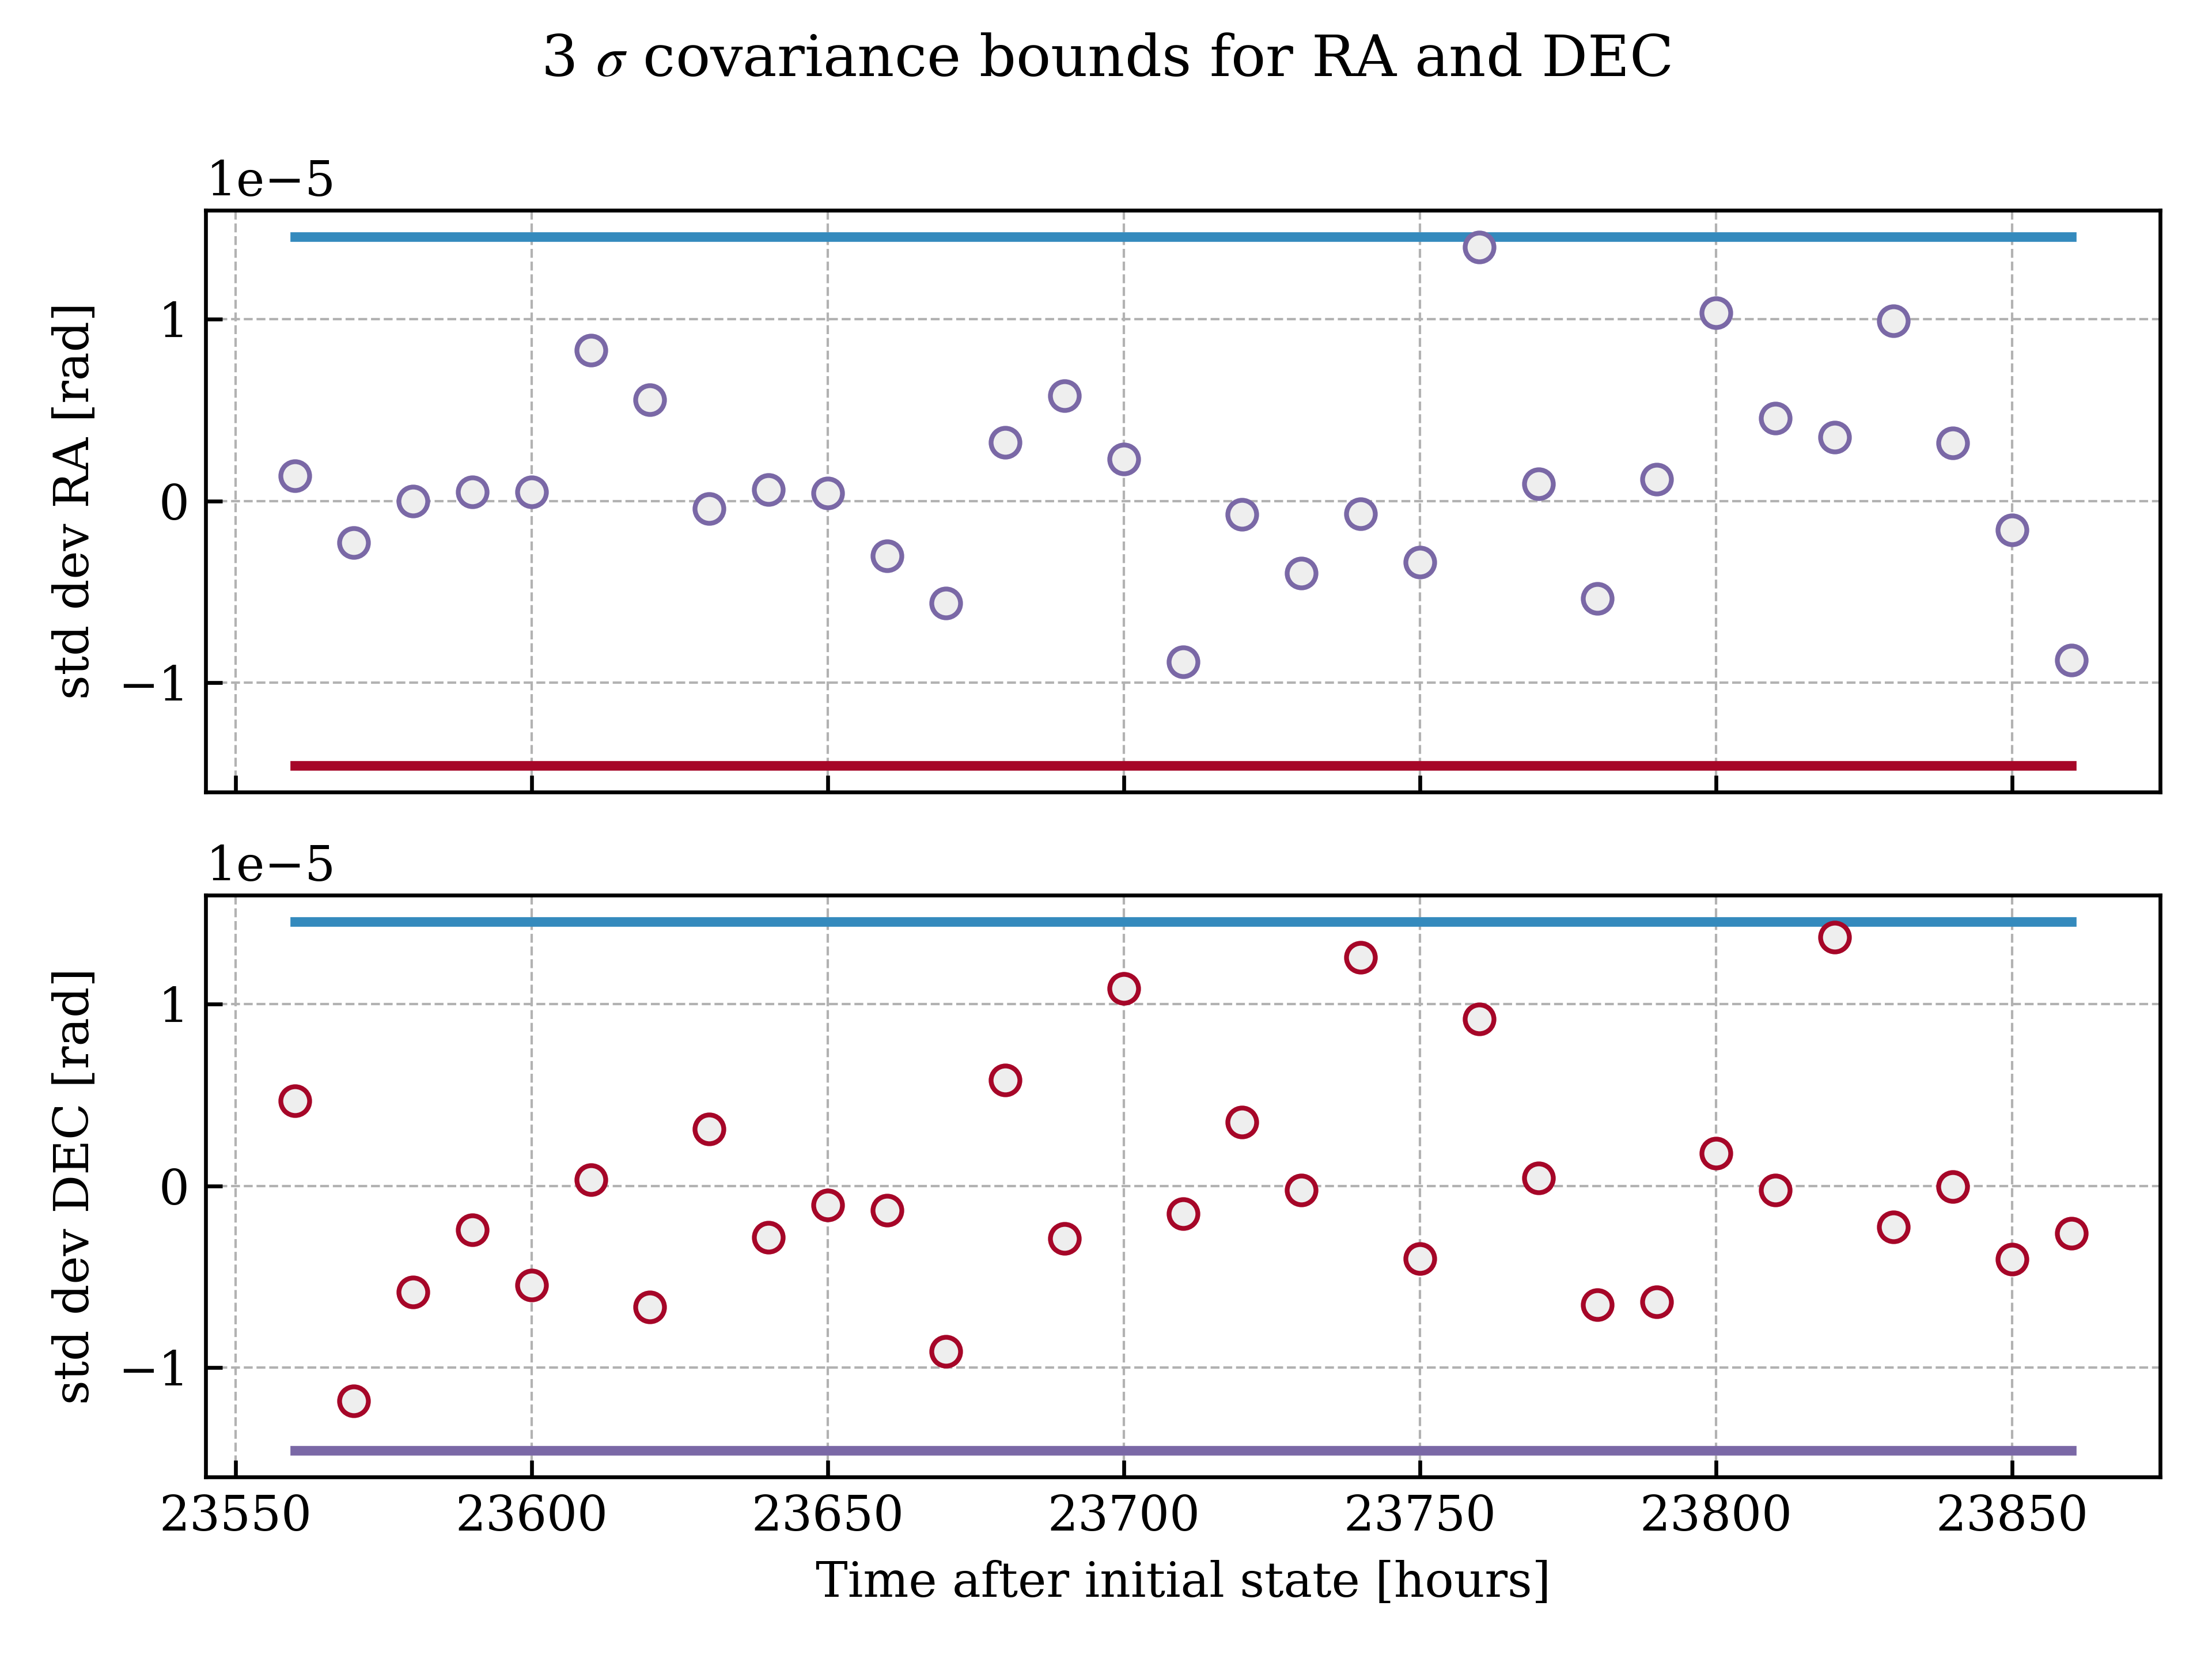 3 σ covariance bounds for RA and DEC
1e−5
1
0
−1
std dev RA [rad]
1e−5
1
0
−1
std dev DEC [rad]
23550 23600 23650 23700 23750 23800 23850
Time after initial state [hours]